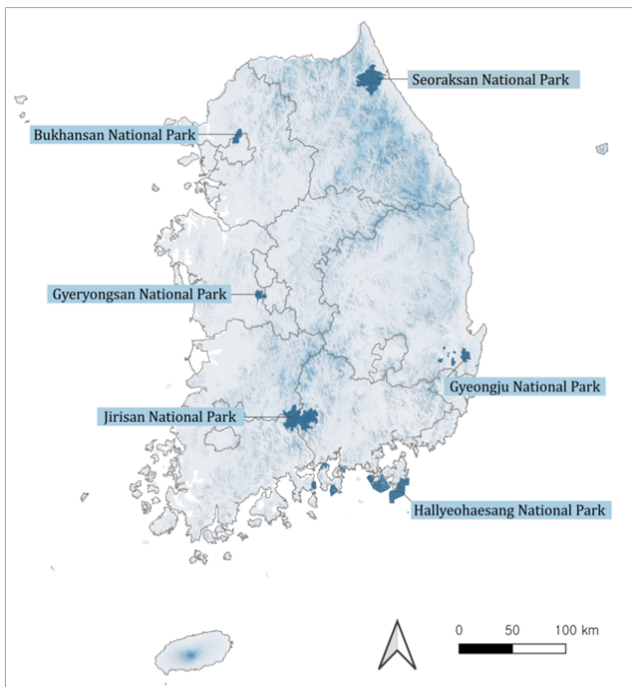 Seoraksan National Park
Bukhansan National Park
Gyeryongsan National Park
Gyeongju National Park
Jirisan National Park
Hallyeohaesang National Park
0 50 100 km